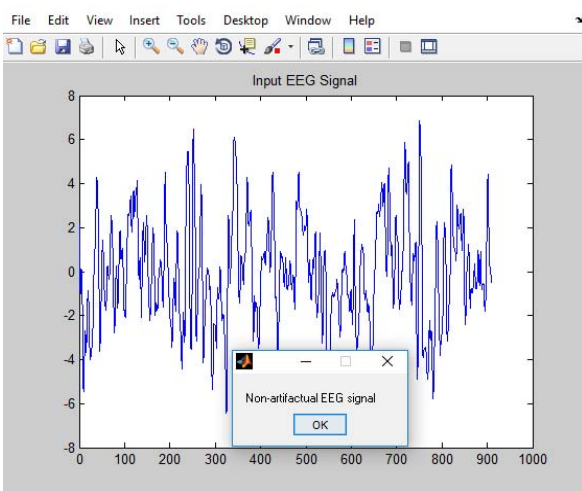 File Edit View Insert Tools Desktop Window Help
Input EEG Signal
8
6
4
2
0
-2
-4
-6
-8
0 100 200 300 400 500 600 700 800 900 1000
Non-artifactual EEG signal
OK